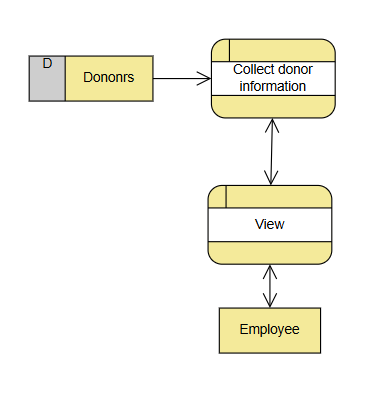 D
Dononrs
Collect donor
information
View
Employee